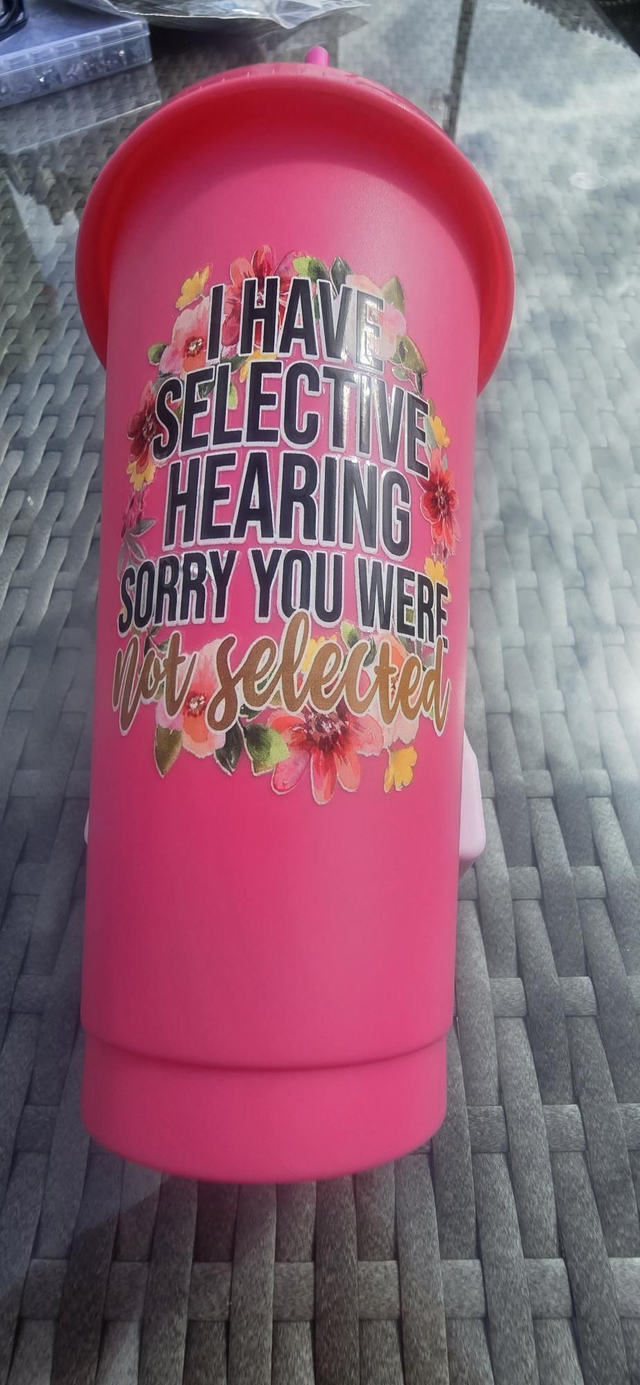 I HAVE
SELECTIVE
HEARING
SORRY YOU WERE
Not selected